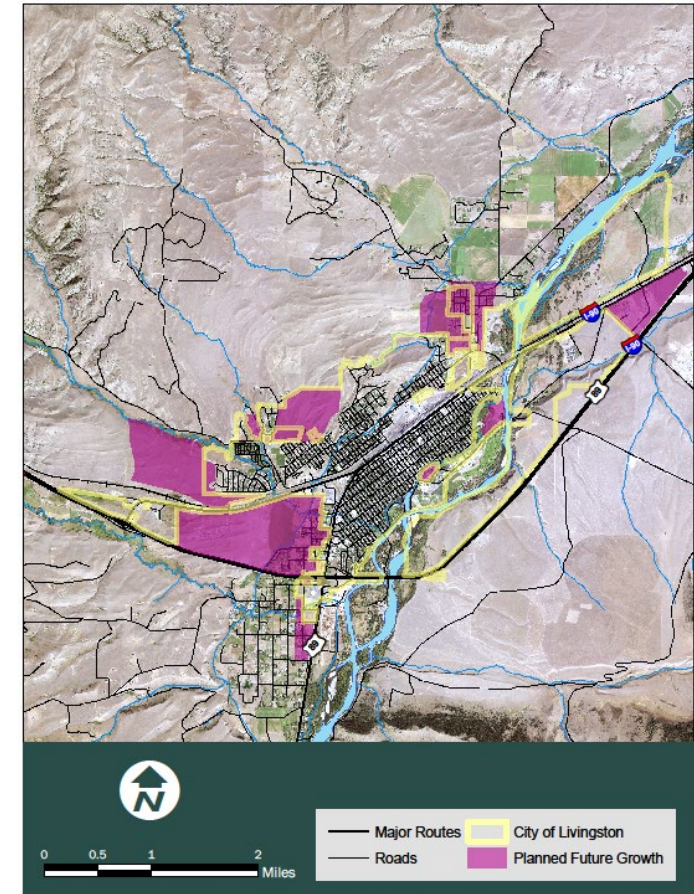 I-90
I-90
N
0 0.5 1 2
Miles
Major Routes
City of Livingston
Roads
Planned Future Growth